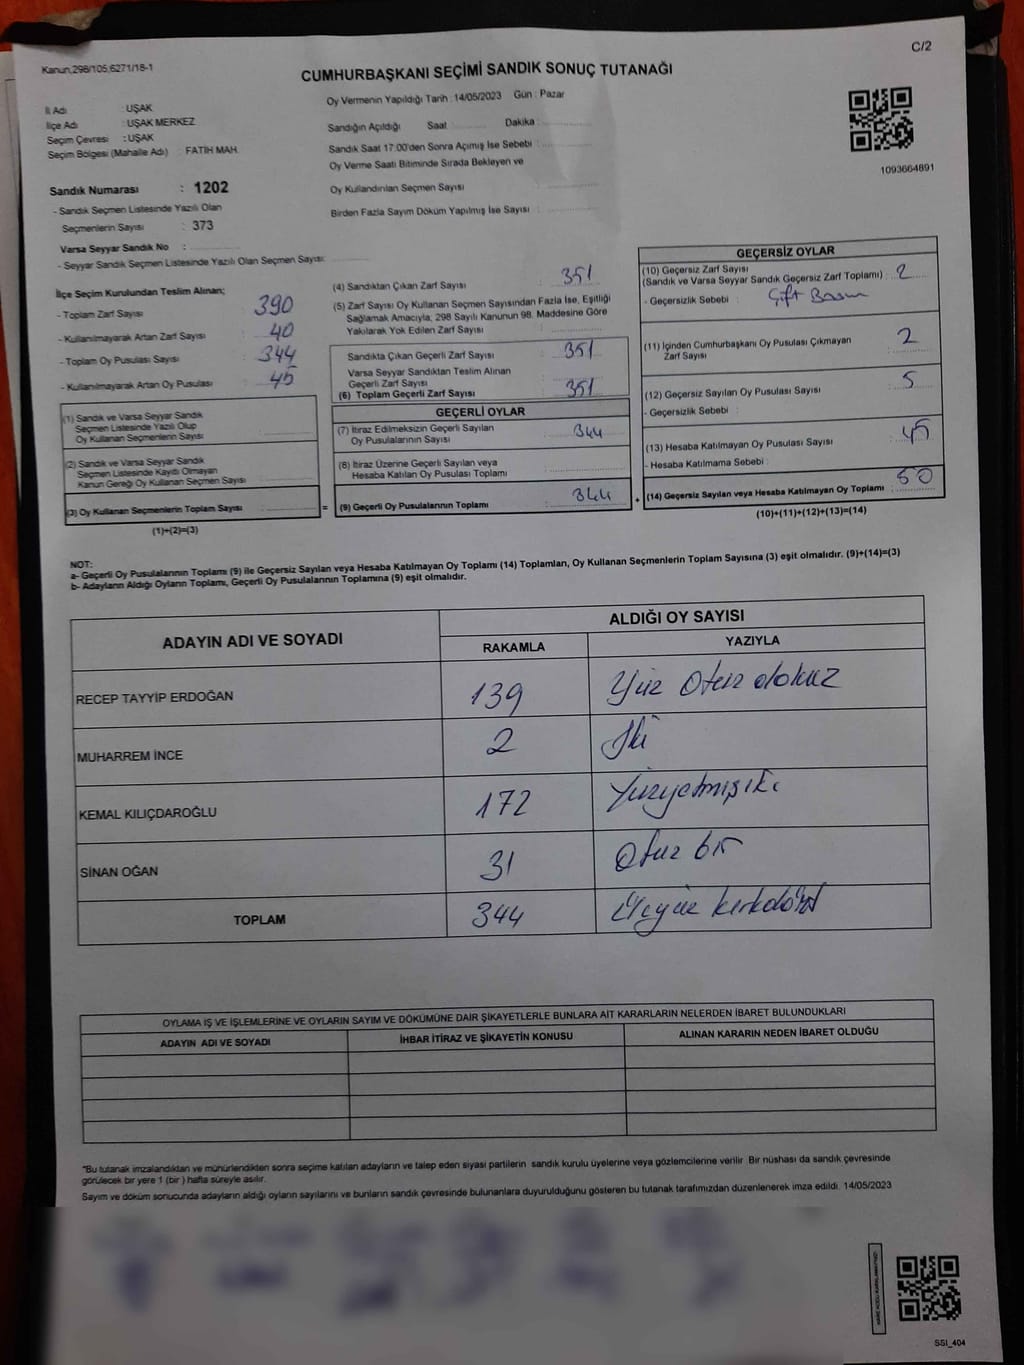 C/2
Kanun,298/105,6271/18-1
CUMHURBAŞKANI SEÇİMİ SANDIK SONUÇ TUTANAĞI
İl Adı : UŞAK
İlçe Adı : UŞAK MERKEZ
Seçim Çevresi : UŞAK
Seçim Bölgesi (Mahalle Adı) : FATİH MAH.
Sandık Numarası : 1202
- Sandık Seçmen Listesinde Yazılı Olan
Seçmenlerin Sayısı : 373
Varsa Seyyar Sandık No :
- Seyyar Sandık Seçmen Listesinde Yazılı Olan Seçmen Sayısı:
Oy Vermenin Yapıldığı Tarih : 14/05/2023 Gün : Pazar
Sandığın Açıldığı Saat Dakika :
Sandık Saat 17:00'den Sonra Açımış İse Sebebi :
Oy Verme Saati Bitiminde Sırada Bekleyen ve
Oy Kullandırılan Seçmen Sayısı :
Birden Fazla Sayım Döküm Yapılmış İse Sayısı :
1093664891
İlçe Seçim Kurulundan Teslim Alınan;
- Toplam Zarf Sayısı : 390
- Kullanılmayarak Artan Zarf Sayısı : 40
- Toplam Oy Pusulası Sayısı : 344
- Kullanılmayarak Artan Oy Pusulası : 45
(1) Sandık ve Varsa Seyyar Sandık
Seçmen Listesinde Yazılı Olup
Oy Kullanan Seçmenlerin Sayısı
(2) Sandık ve Varsa Seyyar Sandık
Seçmen Listesinde Kaydı Olmayan
Kanun Gereği Oy Kullanan Seçmen Sayısı
(3) Oy Kullanan Seçmenlerin Toplam Sayısı =
(1)+(2)=(3)
(4) Sandıktan Çıkan Zarf Sayısı : 351
(5) Zarf Sayısı Oy Kullanan Seçmen Sayısından Fazla İse, Eşitliği
Sağlamak Amacıyla; 298 Sayılı Kanunun 98. Maddesine Göre
Yakılarak Yok Edilen Zarf Sayısı :
Sandıkta Çıkan Geçerli Zarf Sayısı : 351
Varsa Seyyar Sandıktan Teslim Alınan
Geçerli Zarf Sayısı
(6) Toplam Geçerli Zarf Sayısı : 351
GEÇERLİ OYLAR
(7) İtiraz Edilmeksizin Geçerli Sayılan
Oy Pusulalarının Sayısı : 344
(8) İtiraz Üzerine Geçerli Sayılan veya
Hesaba Katılan Oy Pusulası Toplamı
(9) Geçerli Oy Pusulalarının Toplamı : 344 +
GEÇERSİZ OYLAR
(10) Geçersiz Zarf Sayısı
(Sandık ve Varsa Seyyar Sandık Geçersiz Zarf Toplamı) : 2
- Geçersizlik Sebebi : Çift Basım
(11) İçinden Cumhurbaşkanı Oy Pusulası Çıkmayan
Zarf Sayısı : 2
(12) Geçersiz Sayılan Oy Pusulası Sayısı : 5
- Geçersizlik Sebebi :
(13) Hesaba Katılmayan Oy Pusulası Sayısı : 45
- Hesaba Katılmama Sebebi :
(14) Geçersiz Sayılan veya Hesaba Katılmayan Oy Toplamı : 50
(10)+(11)+(12)+(13)=(14)
NOT:
a- Geçerli Oy Pusulalarının Toplamı (9) ile Geçersiz Sayılan veya Hesaba Katılmayan Oy Toplamı (14) Toplamları, Oy Kullanan Seçmenlerin Toplam Sayısına (3) eşit olmalıdır. (9)+(14)=(3)
b- Adayların Aldığı Oyların Toplamı, Geçerli Oy Pusulalarının Toplamına (9) eşit olmalıdır.
ADAYIN ADI VE SOYADI ALDIĞI OY SAYISI
RAKAMLA YAZIYLA
RECEP TAYYİP ERDOĞAN 139 Yüz Otuz dokuz
MUHARREM İNCE 2 İki
KEMAL KILIÇDAROĞLU 172 Yüzyetmişiki
SİNAN OĞAN 31 Otuz bir
TOPLAM 344 Üçyüz kırkdört
OYLAMA İŞ VE İŞLEMLERİNE VE OYLARIN SAYIM VE DÖKÜMÜNE DAİR ŞİKAYETLERLE BUNLARA AİT KARARLARIN NELERDEN İBARET BULUNDUKLARI
ADAYIN ADI VE SOYADI İHBAR İTİRAZ VE ŞİKAYETİN KONUSU ALINAN KARARIN NEDEN İBARET OLDUĞU
"Bu tutanak imzalandıktan ve mühürlendikten sonra seçime katılan adayların ve talep eden siyasi partilerin sandık kurulu üyelerine veya gözlemcilerine verilir. Bir nüshası da sandık çevresinde
görülecek bir yere 1 (bir ) hafta süreyle asılır.
Sayım ve döküm sonucunda adayların aldığı oyların sayılarını ve bunların sandık çevresinde bulunanlara duyurulduğunu gösteren bu tutanak tarafımızdan düzenlenerek imza edildi. 14/05/2023
SSI_404